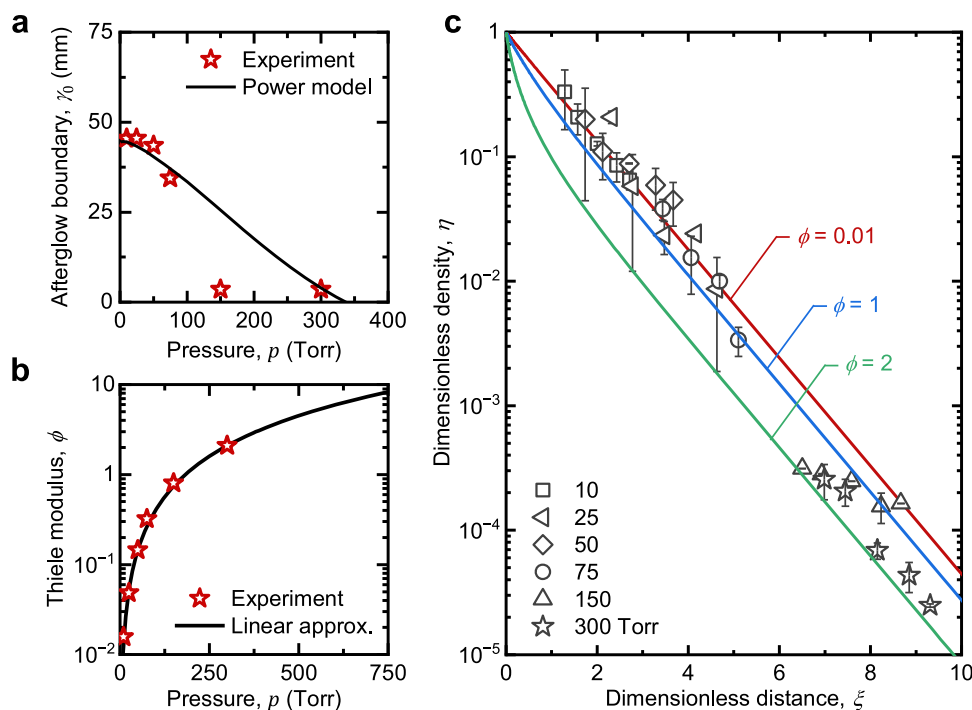 a
75
50
25
0
Afterglow boundary, γ₀ (mm)
Experiment
Power model
0 100 200 300 400
Pressure, p (Torr)
b
10
1
10⁻¹
10⁻²
Thiele modulus, ϕ
Experiment
Linear approx.
0 250 500 750
Pressure, p (Torr)
c
1
10⁻¹
10⁻²
10⁻³
10⁻⁴
10⁻⁵
Dimensionless density, η
ϕ = 0.01
ϕ = 1
ϕ = 2
10
25
50
75
150
300 Torr
0 2 4 6 8 10
Dimensionless distance, ξ